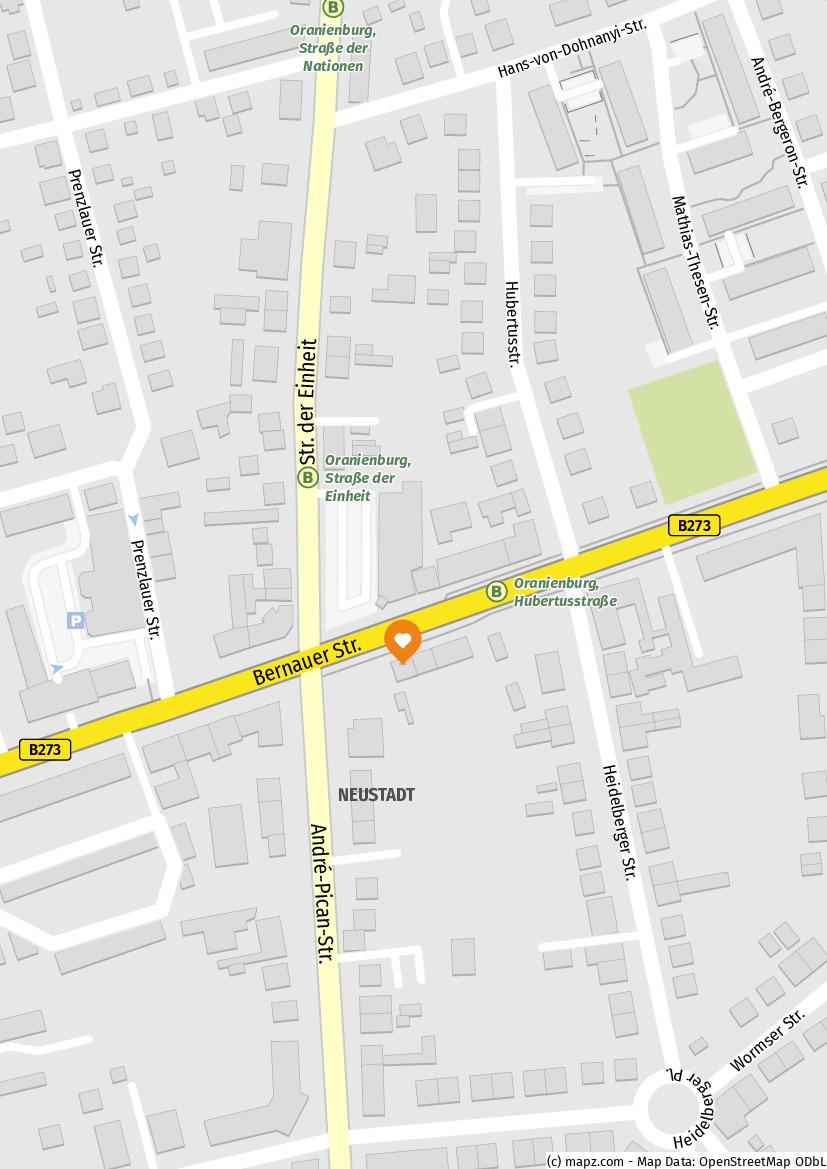 B
Oranienburg,
Straße der
Nationen
Hans-von-Dohnanyi-Str.
André-Bergeron-Str.
Prenzlauer Str.
Mathias-Thesen-Str.
Hubertusstr.
Str. der Einheit
B
Oranienburg,
Straße der
Einheit
B273
Prenzlauer Str.
B
Oranienburg,
Hubertusstraße
P
Bernauer Str.
B273
NEUSTADT
Heidelberger Str.
André-Pican-Str.
Wormser Str.
Heidelberger Pl.
(c) mapz.com - Map Data: OpenStreetMap ODbL